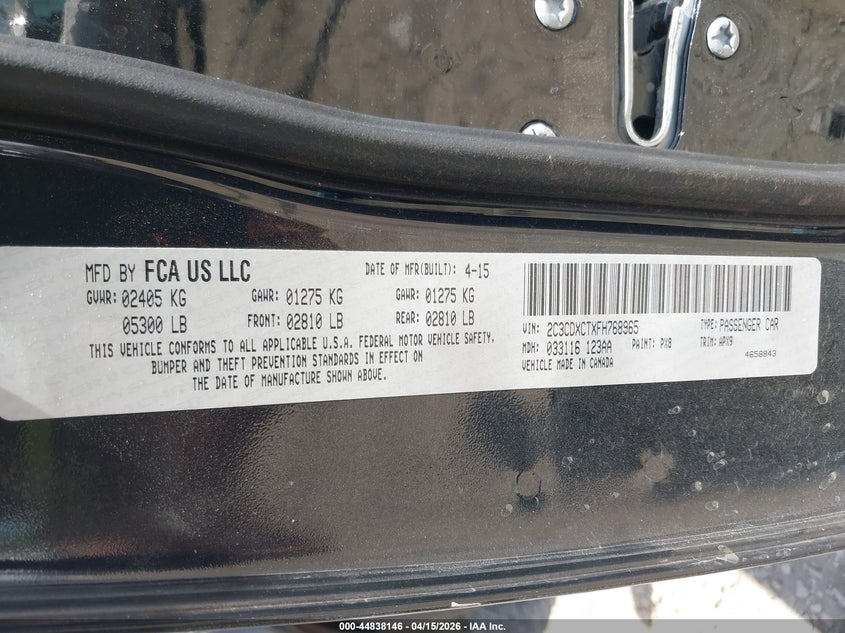 MFD BY FCA US LLC DATE OF MFR(BUILT): 4-15
GVWR: 02405 KG GAWR: 01275 KG GAWR: 01275 KG
05300 LB FRONT: 02810 LB REAR: 02810 LB
THIS VEHICLE CONFORMS TO ALL APPLICABLE U.S.A. FEDERAL MOTOR VEHICLE SAFETY,
BUMPER AND THEFT PREVENTION STANDARDS IN EFFECT ON
THE DATE OF MANUFACTURE SHOWN ABOVE.
VIN: 2C3CDXCTXFH768965 TYPE: PASSENGER CAR
MDH: 033116 123AA PAINT: PX8 TRIM: APX9
VEHICLE MADE IN CANADA 4658843
000-44838146 - 04/15/2026 - IAA Inc.